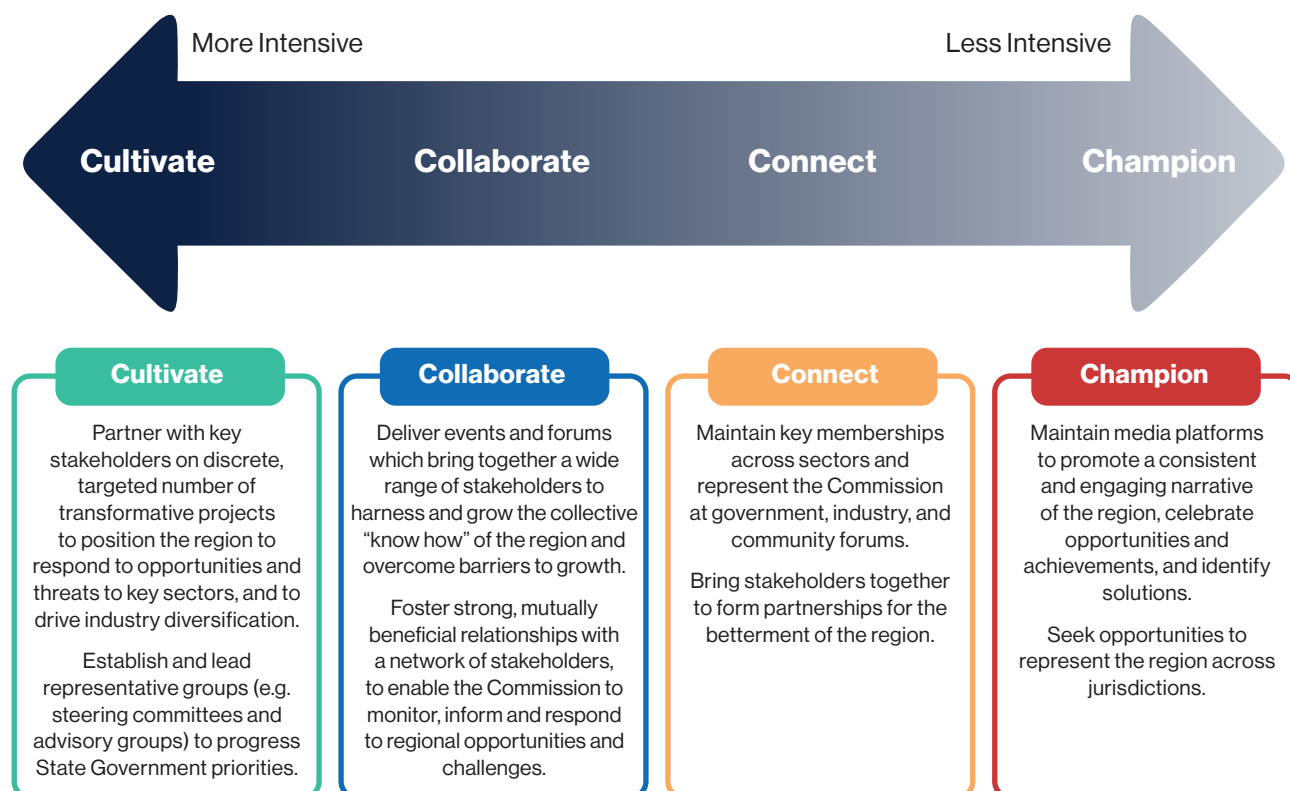 More Intensive
Less Intensive
Cultivate
Collaborate
Connect
Champion
Cultivate
Partner with key
stakeholders on discrete,
targeted number of
transformative projects
to position the region to
respond to opportunities and
threats to key sectors, and to
drive industry diversification.
Establish and lead
representative groups (e.g.
steering committees and
advisory groups) to progress
State Government priorities.
Collaborate
Deliver events and forums
which bring together a wide
range of stakeholders to
harness and grow the collective
“know how” of the region and
overcome barriers to growth.
Foster strong, mutually
beneficial relationships with
a network of stakeholders,
to enable the Commission to
monitor, inform and respond
to regional opportunities and
challenges.
Connect
Maintain key memberships
across sectors and
represent the Commission
at government, industry, and
community forums.
Bring stakeholders together
to form partnerships for the
betterment of the region.
Champion
Maintain media platforms
to promote a consistent
and engaging narrative
of the region, celebrate
opportunities and
achievements, and identify
solutions.
Seek opportunities to
represent the region across
jurisdictions.